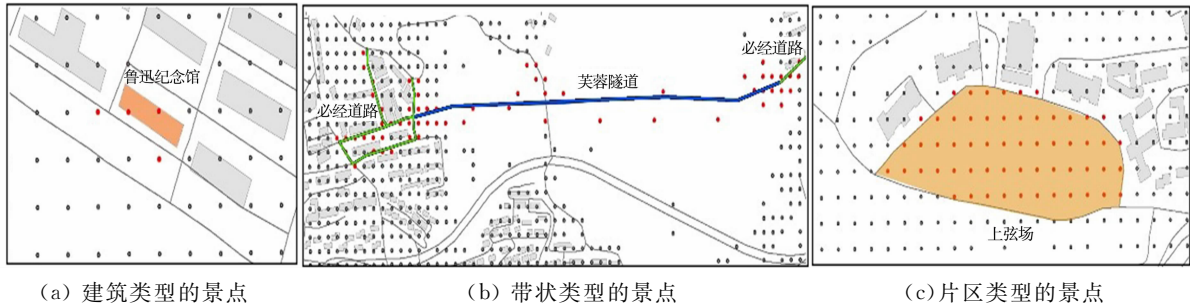 鲁迅纪念馆
必经道路
芙蓉隧道
必经道路
上弦场
(a) 建筑类型的景点
(b) 带状类型的景点
(c)片区类型的景点